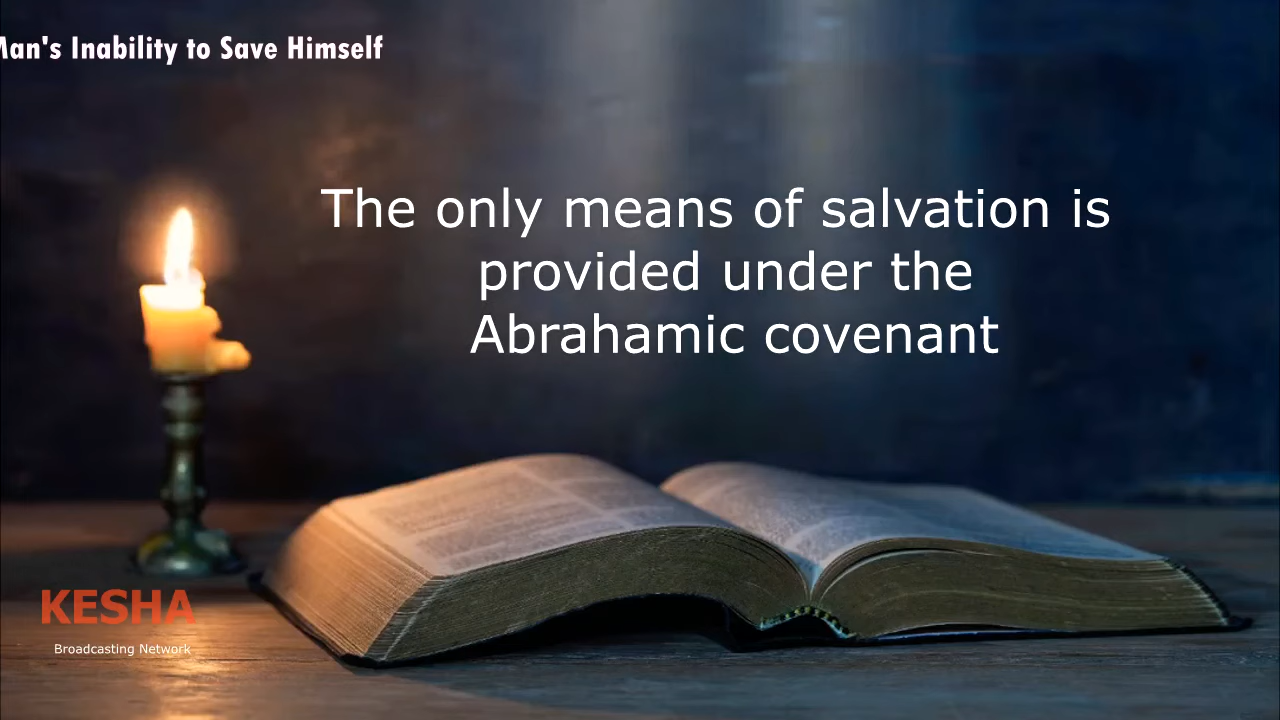 Man's Inability to Save Himself
The only means of salvation is
provided under the
Abrahamic covenant
KESHA
Broadcasting Network